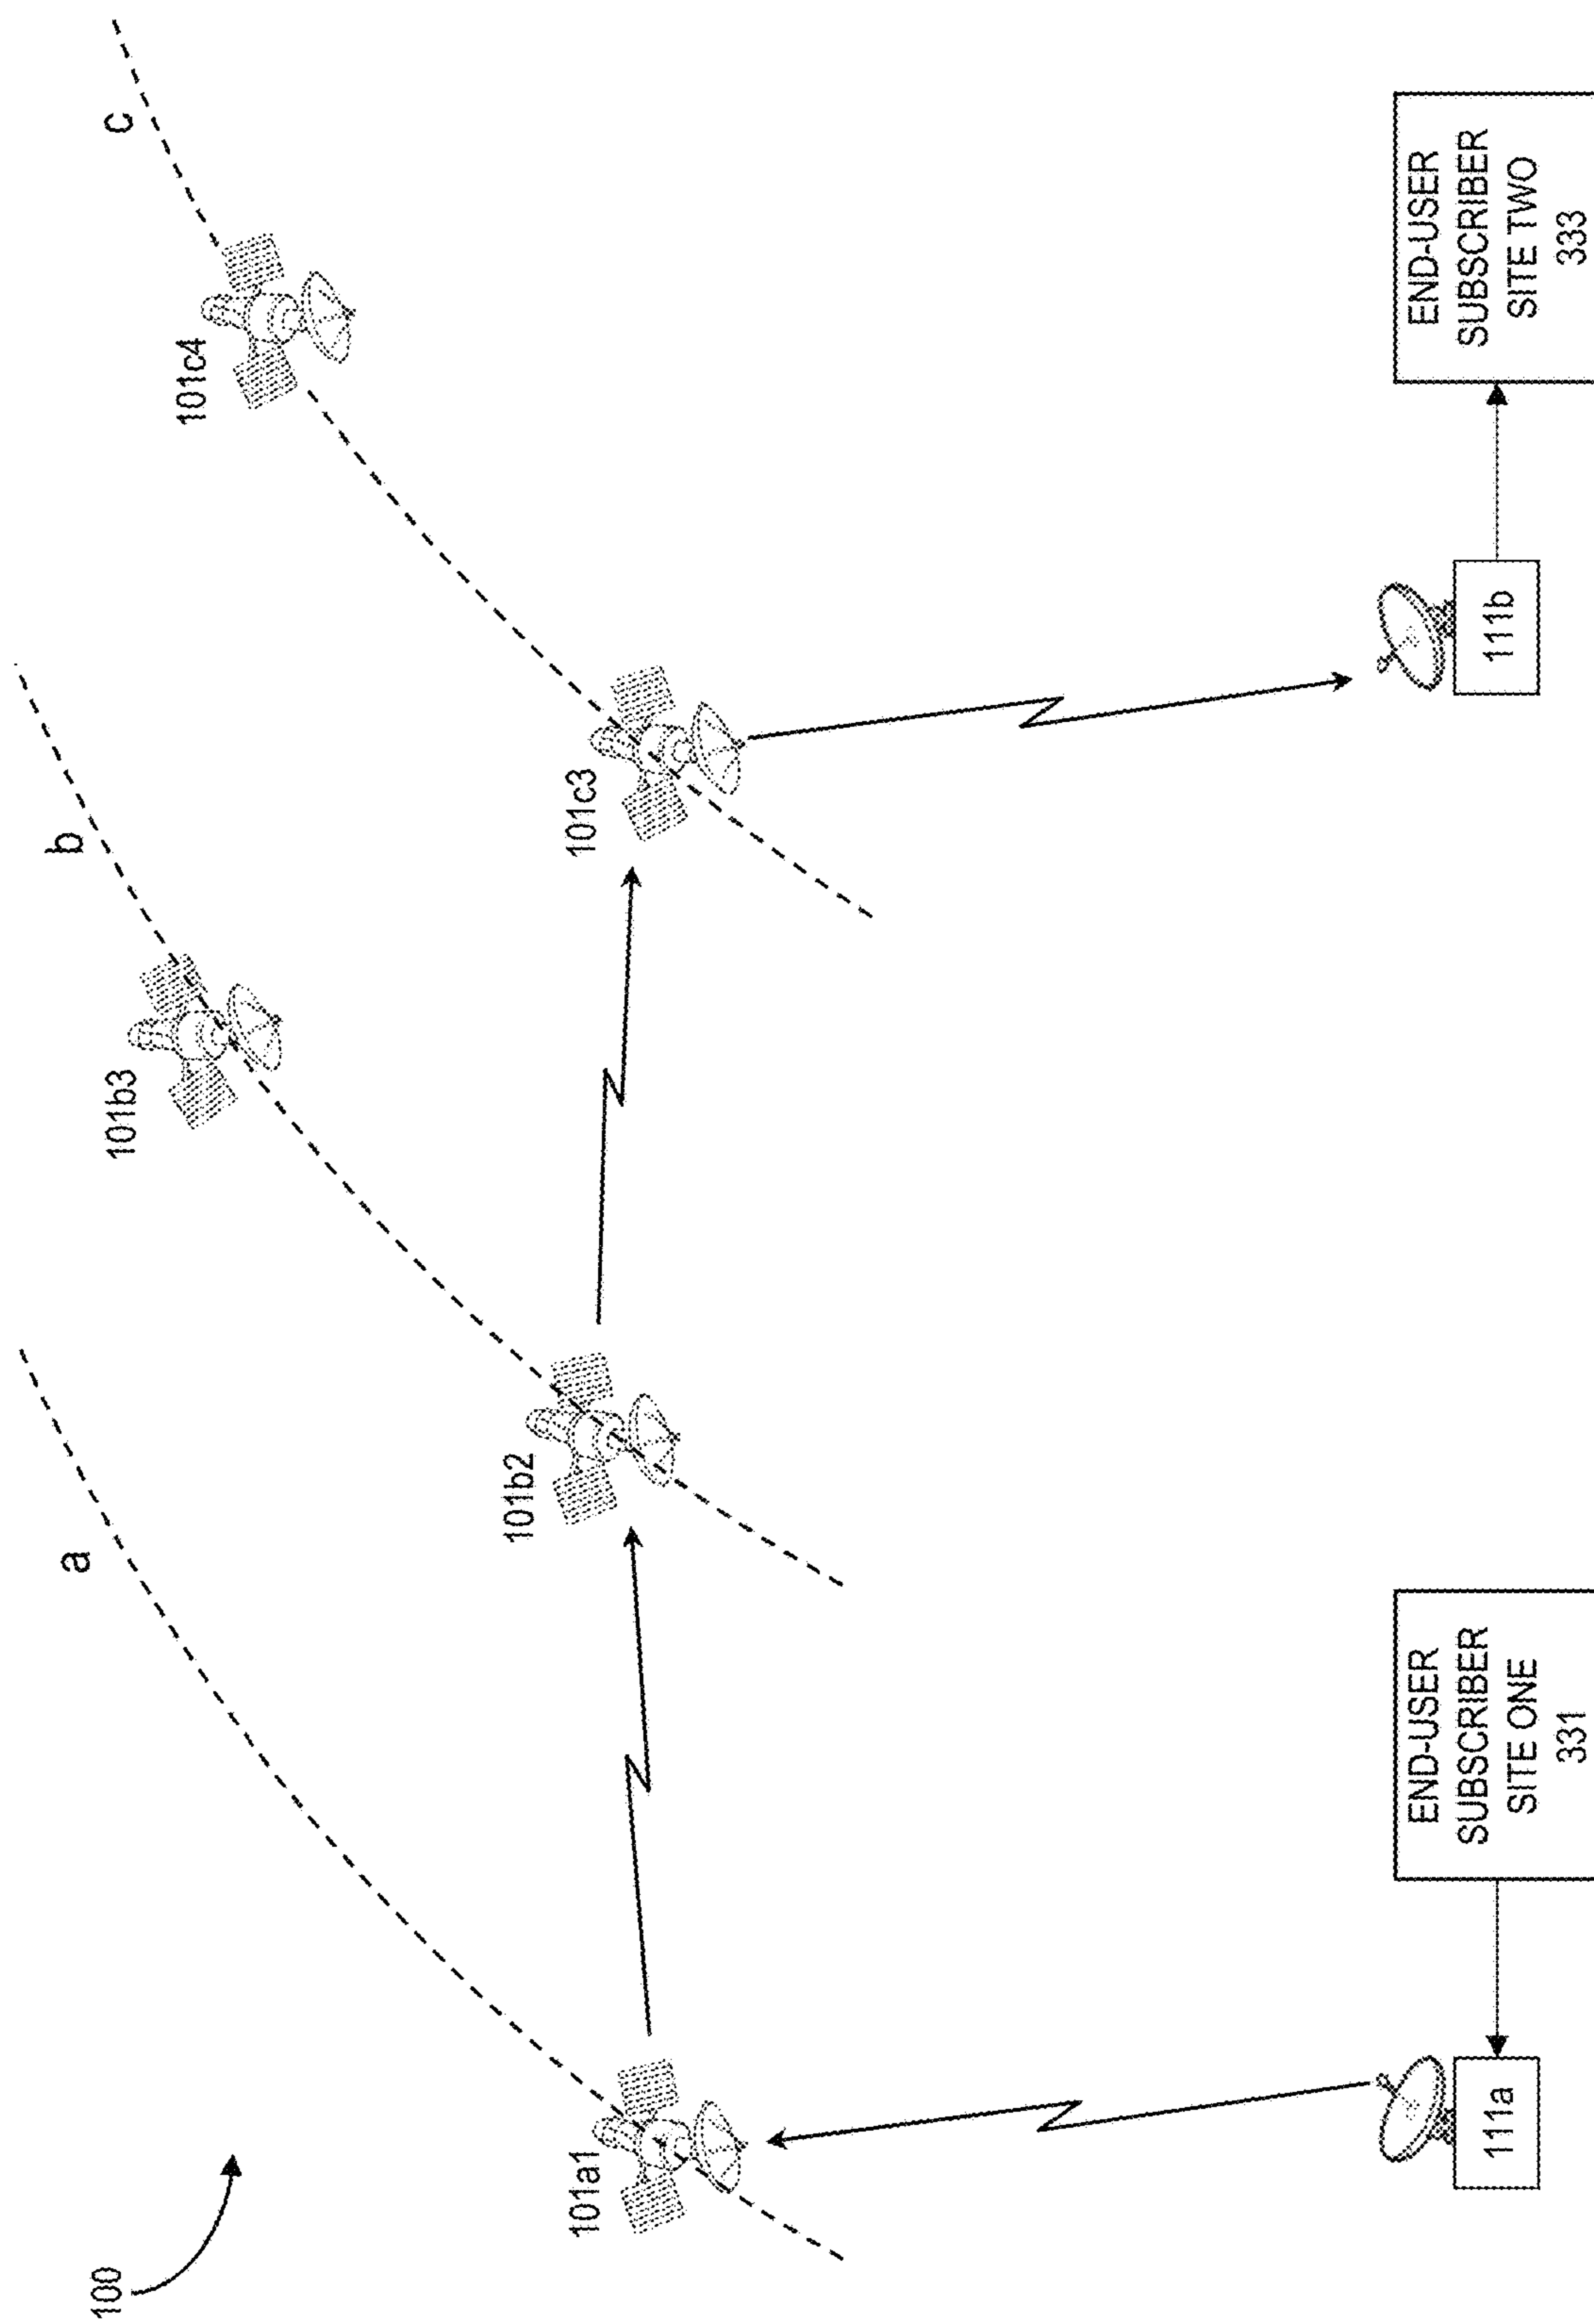 100
a
b
c
101a1
101b2
101b3
101c3
101c4
111a
END-USER
SUBSCRIBER
SITE ONE
331
111b
END-USER
SUBSCRIBER
SITE TWO
333